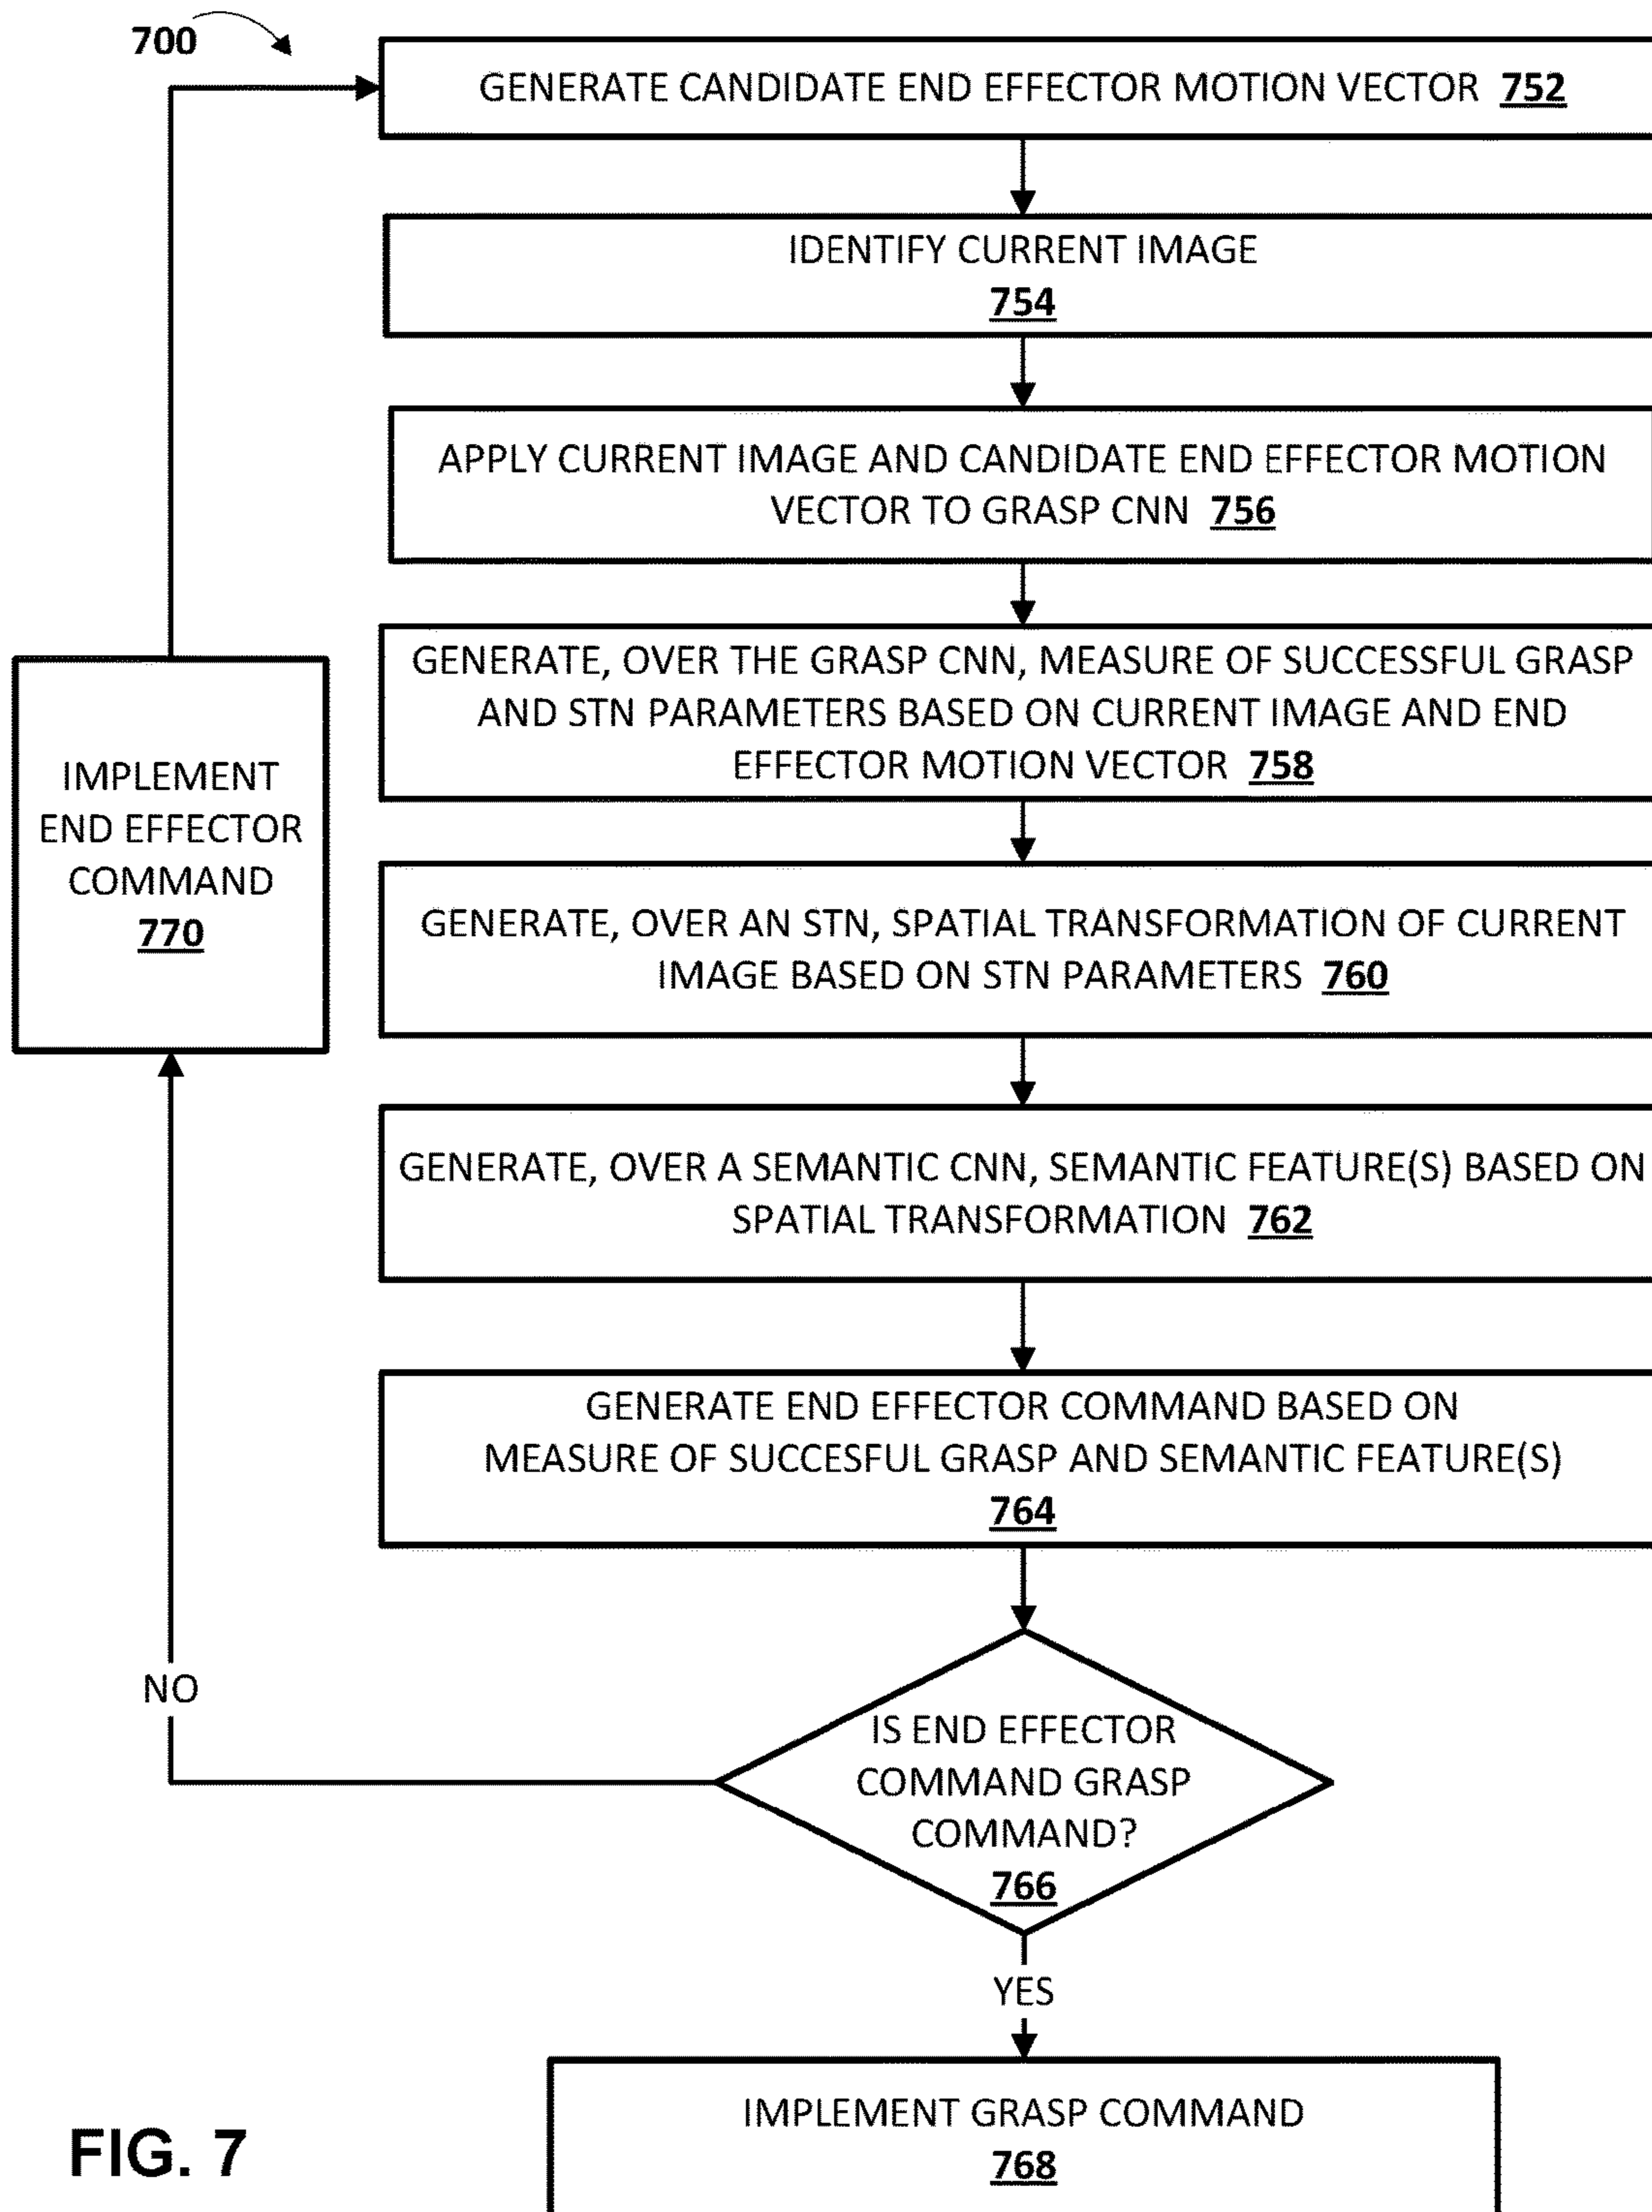 700
GENERATE CANDIDATE END EFFECTOR MOTION VECTOR 752
IDENTIFY CURRENT IMAGE
754
APPLY CURRENT IMAGE AND CANDIDATE END EFFECTOR MOTION
VECTOR TO GRASP CNN 756
GENERATE, OVER THE GRASP CNN, MEASURE OF SUCCESSFUL GRASP
AND STN PARAMETERS BASED ON CURRENT IMAGE AND END
EFFECTOR MOTION VECTOR 758
IMPLEMENT
END EFFECTOR
COMMAND
770
GENERATE, OVER AN STN, SPATIAL TRANSFORMATION OF CURRENT
IMAGE BASED ON STN PARAMETERS 760
GENERATE, OVER A SEMANTIC CNN, SEMANTIC FEATURE(S) BASED ON
SPATIAL TRANSFORMATION 762
GENERATE END EFFECTOR COMMAND BASED ON
MEASURE OF SUCCESFUL GRASP AND SEMANTIC FEATURE(S)
764
NO
IS END EFFECTOR
COMMAND GRASP
COMMAND?
766
YES
IMPLEMENT GRASP COMMAND
768
FIG. 7